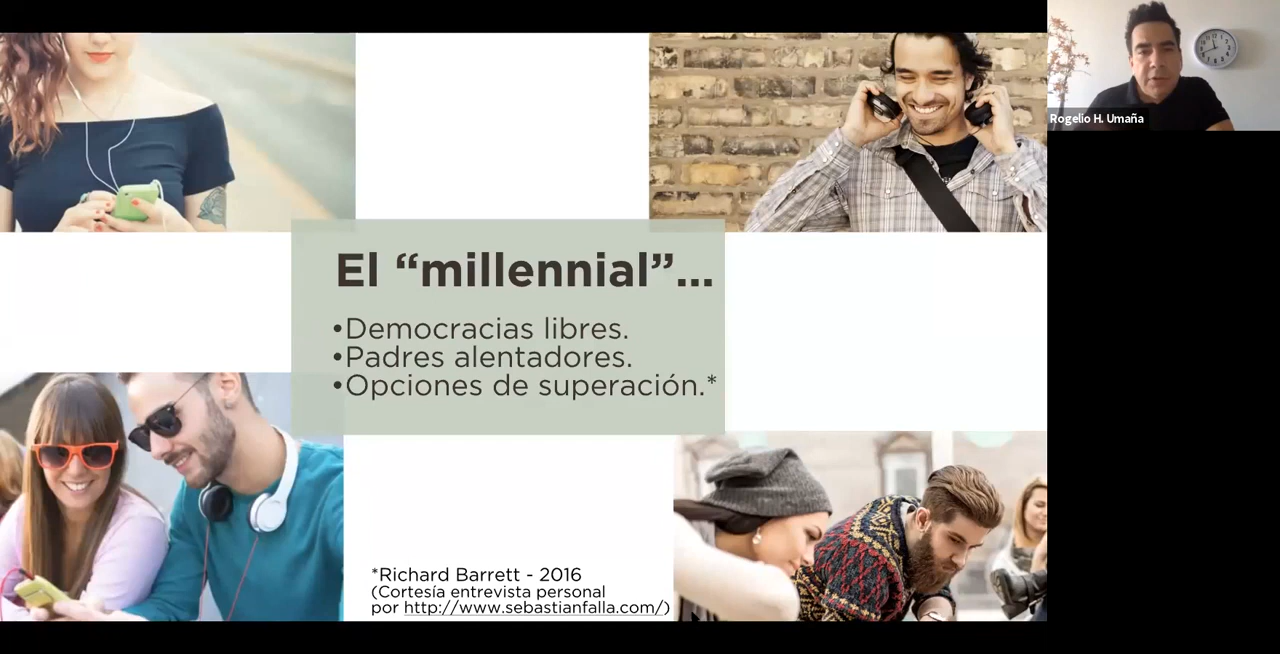 Rogelio H. Umaña
El “millennial”...
•Democracias libres.
•Padres alentadores.
•Opciones de superación.*
*Richard Barrett - 2016
(Cortesía entrevista personal
por http://www.sebastianfalla.com/)